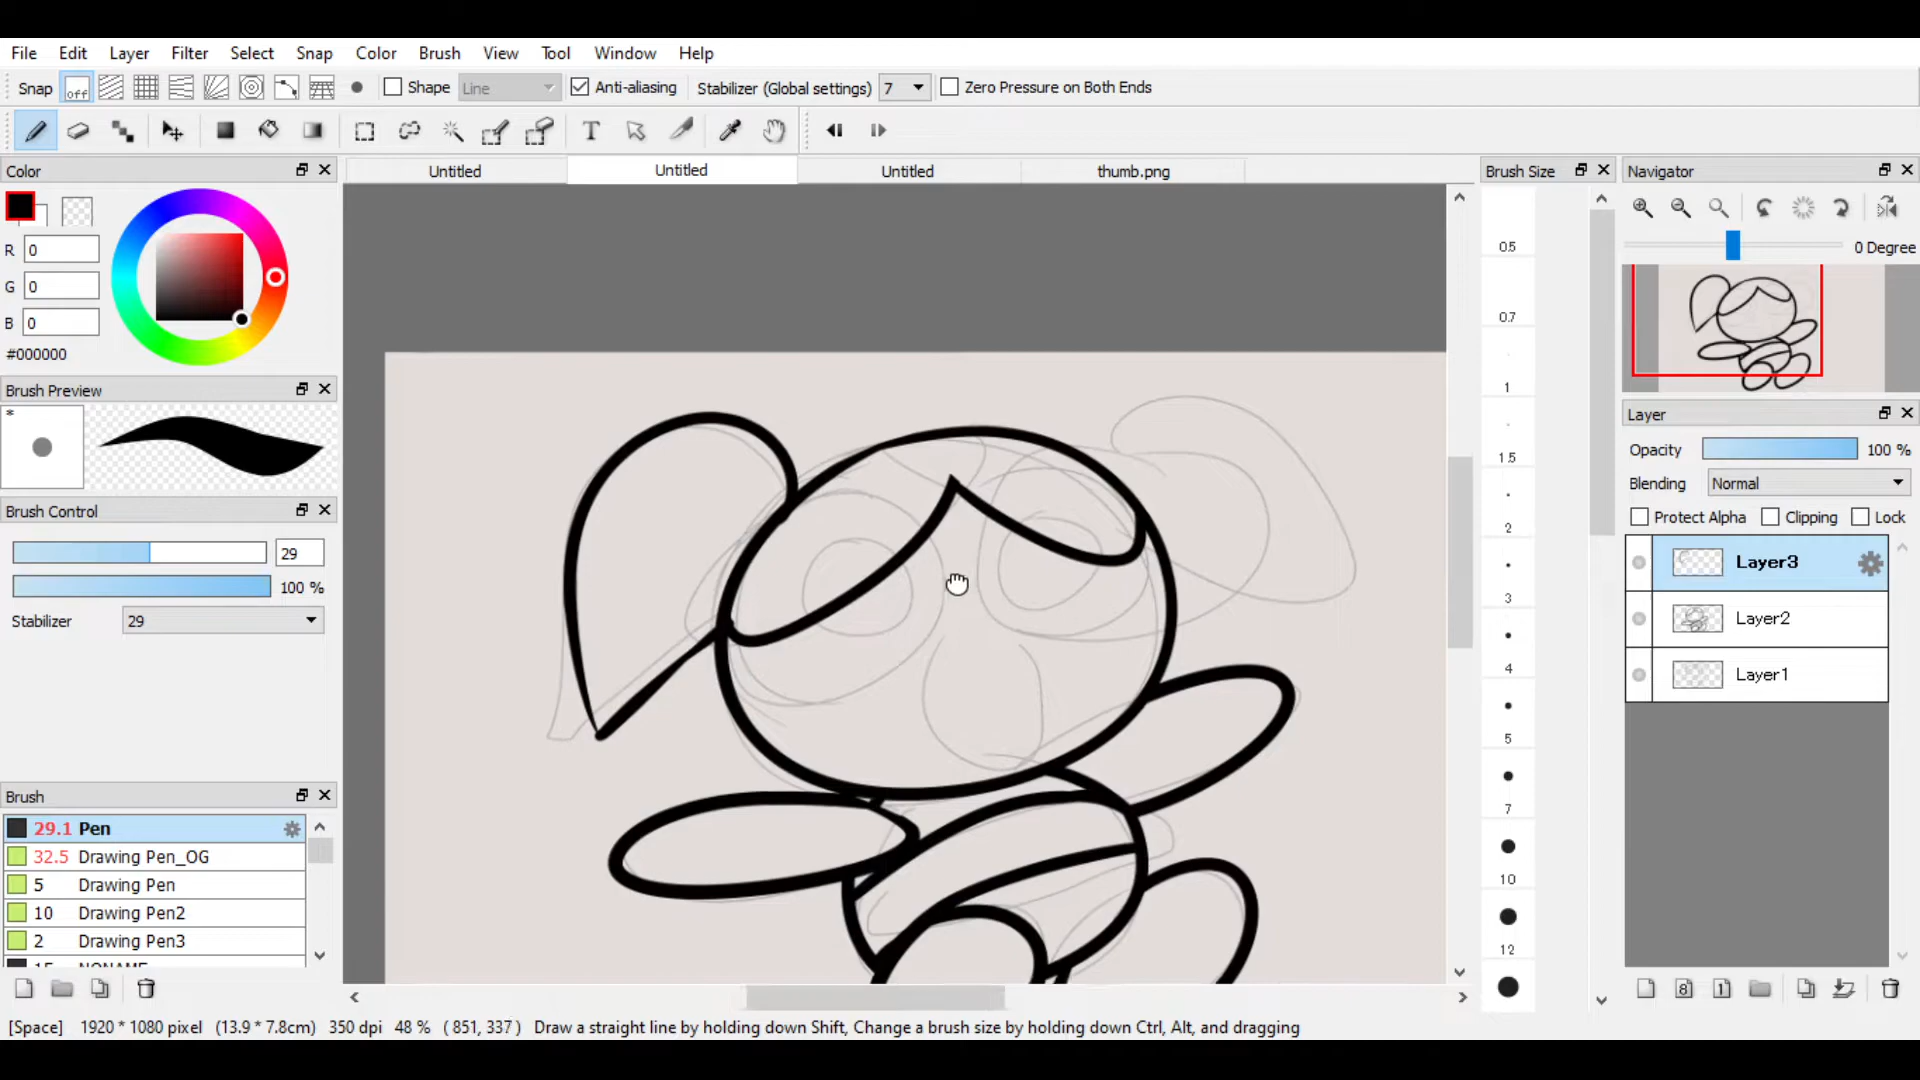 File Edit Layer Filter Select Snap Color Brush View Tool Window Help
Snap off Shape Line Anti-aliasing Stabilizer (Global settings) 7 Zero Pressure on Both Ends
T
Color
Untitled Untitled Untitled thumb.png
Brush Size
Navigator
R 0
G 0
B 0
#000000
0 Degree
0.5
0.7
1
1.5
2
3
4
5
7
10
12
Brush Preview
*
Brush Control
29
100 %
Stabilizer 29
Layer
Opacity 100 %
Blending Normal
Protect Alpha Clipping Lock
Layer3
Layer2
Layer1
Brush
29.1 Pen
32.5 Drawing Pen_OG
5 Drawing Pen
10 Drawing Pen2
2 Drawing Pen3
8 1
[Space] 1920 * 1080 pixel (13.9 * 7.8cm) 350 dpi 48 % ( 851, 337 ) Draw a straight line by holding down Shift, Change a brush size by holding down Ctrl, Alt, and dragging